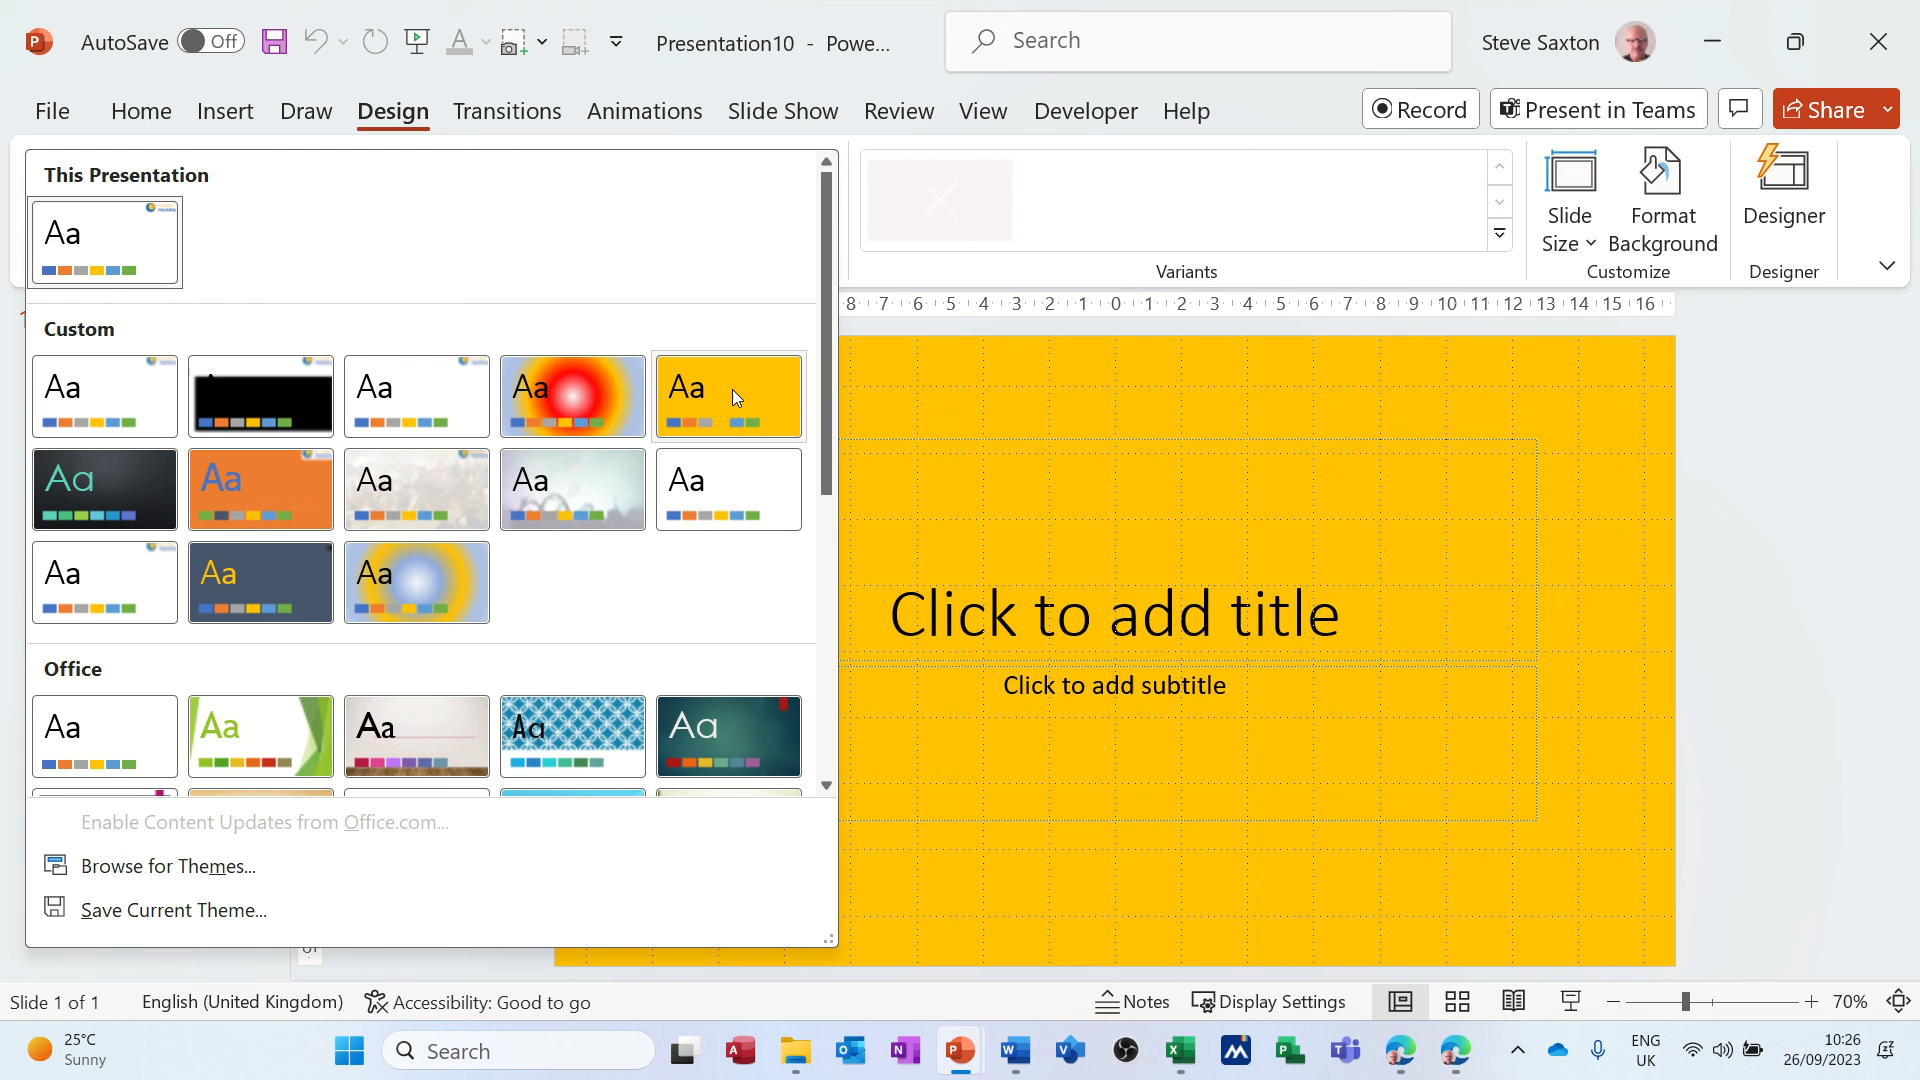 AutoSave Off Presentation10 - Powe... Search Steve Saxton
File Home Insert Draw Design Transitions Animations Slide Show Review View Developer Help Record Present in Teams Share
This Presentation
Aa
Custom
Aa Aa Aa Aa
Aa Aa Aa Aa Aa
Aa Aa Aa
Office
Aa Aa Aa Aa Aa
Enable Content Updates from Office.com...
Browse for Themes...
Save Current Theme...
Variants
Slide
Size
Format
Background
Customize
Designer
Designer
8 7 6 5 4 3 2 1 0 1 2 3 4 5 6 7 8 9 10 11 12 13 14 15 16
Click to add title
Click to add subtitle
Slide 1 of 1 English (United Kingdom) Accessibility: Good to go Notes Display Settings 70%
25°C
Sunny
Search
ENG
UK
10:26
26/09/2023